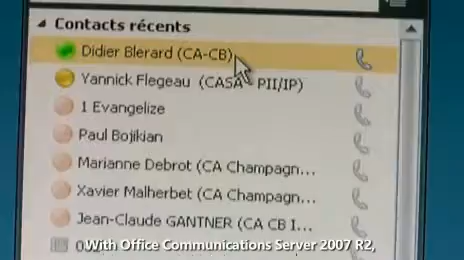 Contacts récents
Didier Blerard (CA-CB)
Yannick Flegeau (CASA - PII/IP)
1 Evangelize
Paul Bojikian
Marianne Debrot (CA Champagn...
Xavier Malherbet (CA Champagn...
Jean-Claude GANTNER (CA CB I...
With Office Communications Server 2007 R2,